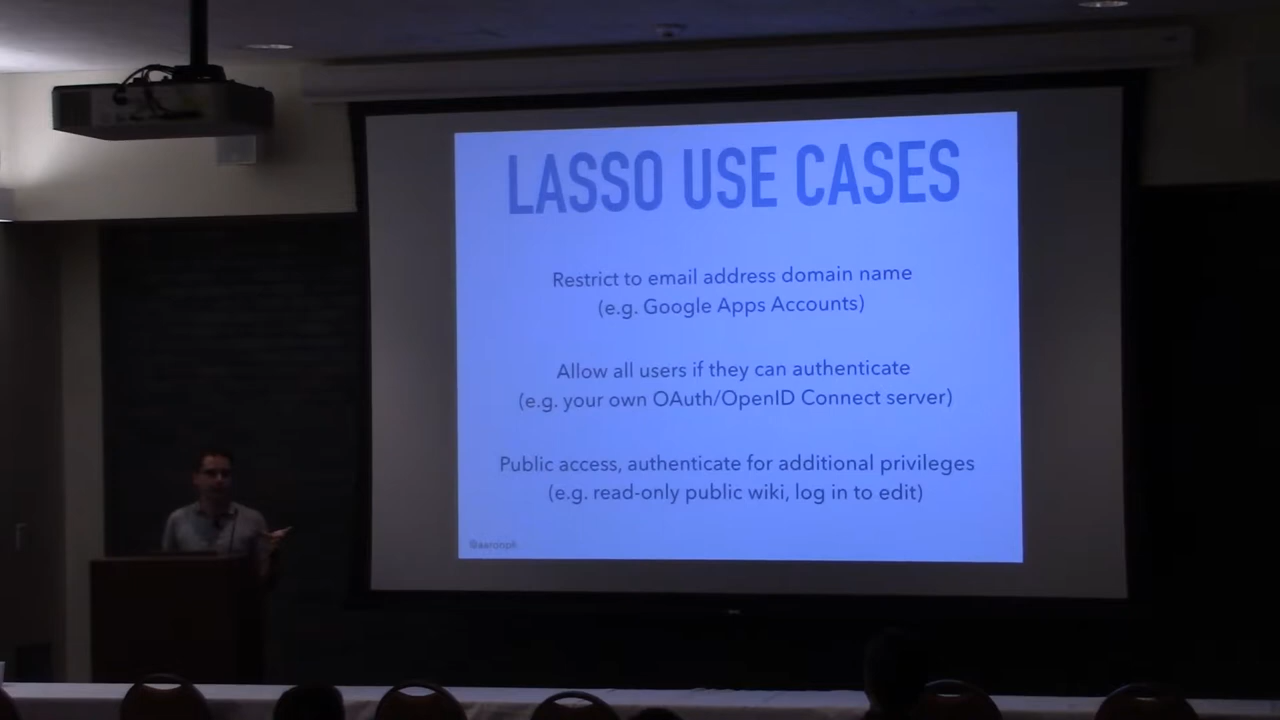 LASSO USE CASES
Restrict to email address domain name
(e.g. Google Apps Accounts)
Allow all users if they can authenticate
(e.g. your own OAuth/OpenID Connect server)
Public access, authenticate for additional privileges
(e.g. read-only public wiki, log in to edit)
@aaronpk